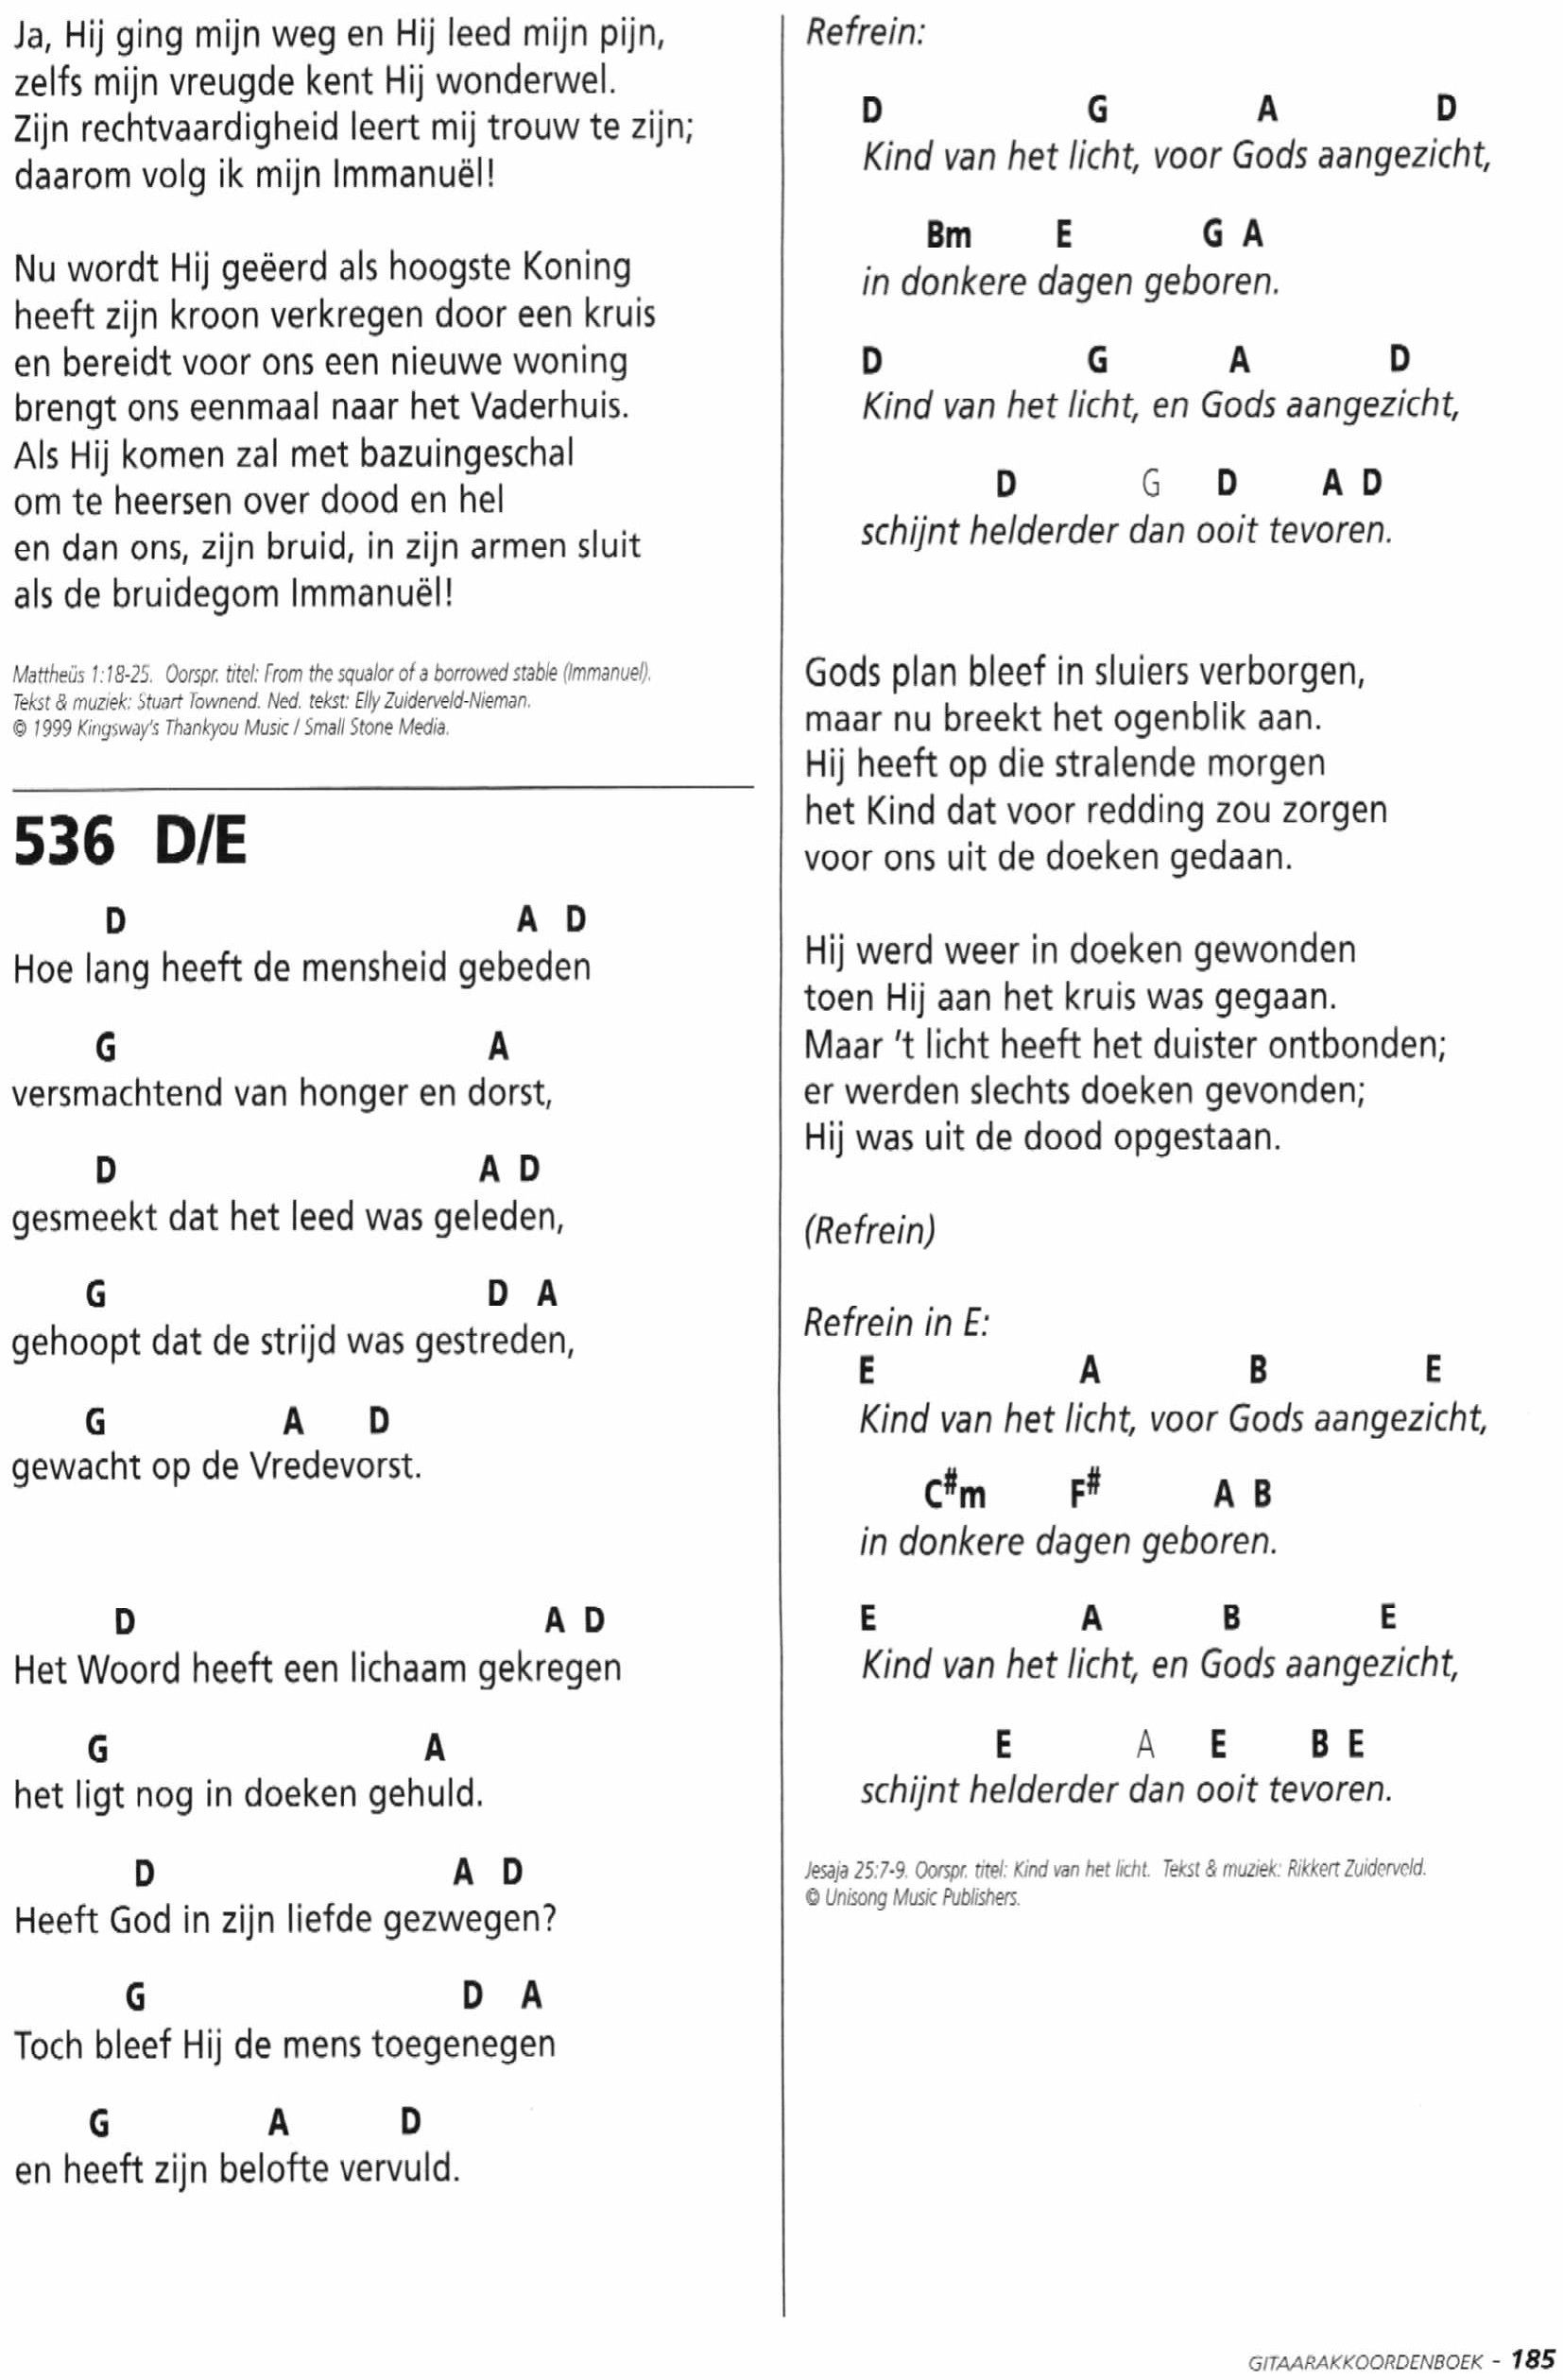 Ja, Hij ging mijn weg en Hij leed mijn pijn,
zelfs mijn vreugde kent Hij wonderwel.
Zijn rechtvaardigheid leert mij trouw te zijn;
daarom volg ik mijn Immanuël!
Nu wordt Hij geëerd als hoogste Koning
heeft zijn kroon verkregen door een kruis
en bereidt voor ons een nieuwe woning
brengt ons eenmaal naar het Vaderhuis.
Als Hij komen zal met bazuingeschal
om te heersen over dood en hel
en dan ons, zijn bruid, in zijn armen sluit
als de bruidegom Immanuël!
Mattheüs 1:18-25. Oorspr. titel: From the squalor of a borrowed stable (Immanuel).
Tekst & muziek: Stuart Townend. Ned. tekst: Elly Zuiderveld-Nieman.
© 1999 Kingsway's Thankyou Music / Small Stone Media.
536 D/E
D A D
Hoe lang heeft de mensheid gebeden
G A
versmachtend van honger en dorst,
D A D
gesmeekt dat het leed was geleden,
G D A
gehoopt dat de strijd was gestreden,
G A D
gewacht op de Vredevorst.
D A D
Het Woord heeft een lichaam gekregen
G A
het ligt nog in doeken gehuld.
D A D
Heeft God in zijn liefde gezwegen?
G D A
Toch bleef Hij de mens toegenegen
G A D
en heeft zijn belofte vervuld.
Refrein:
D G A D
Kind van het licht, voor Gods aangezicht,
Bm E G A
in donkere dagen geboren.
D G A D
Kind van het licht, en Gods aangezicht,
D G D A D
schijnt helderder dan ooit tevoren.
Gods plan bleef in sluiers verborgen,
maar nu breekt het ogenblik aan.
Hij heeft op die stralende morgen
het Kind dat voor redding zou zorgen
voor ons uit de doeken gedaan.
Hij werd weer in doeken gewonden
toen Hij aan het kruis was gegaan.
Maar 't licht heeft het duister ontbonden;
er werden slechts doeken gevonden;
Hij was uit de dood opgestaan.
(Refrein)
Refrein in E:
E A B E
Kind van het licht, voor Gods aangezicht,
C#m F# A B
in donkere dagen geboren.
E A B E
Kind van het licht, en Gods aangezicht,
E A E B E
schijnt helderder dan ooit tevoren.
Jesaja 25:7-9. Oorspr. titel: Kind van het licht. Tekst & muziek: Rikkert Zuiderveld.
© Unisong Music Publishers.
GITAARAKKOORDENBOEK - 185